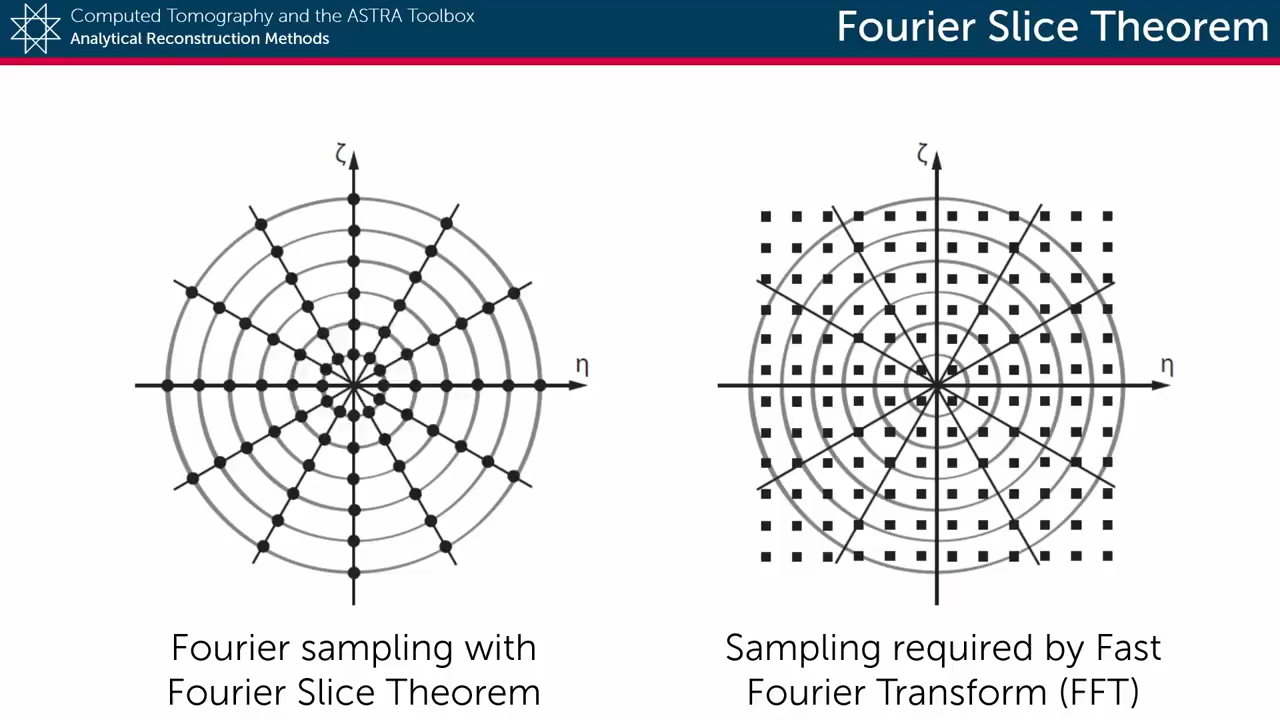 Computed Tomography and the ASTRA Toolbox
Analytical Reconstruction Methods
Fourier Slice Theorem
ζ
η
ζ
η
Fourier sampling with
Fourier Slice Theorem
Sampling required by Fast
Fourier Transform (FFT)